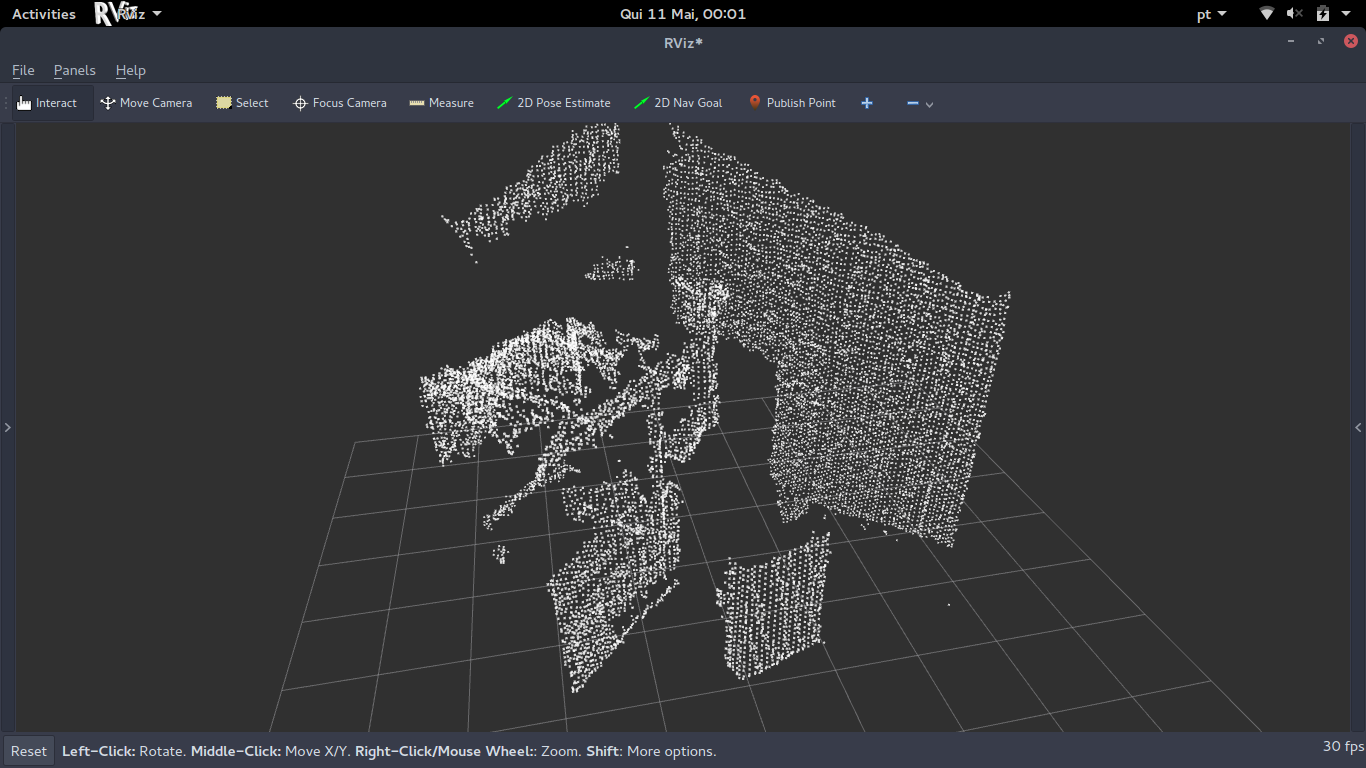 Activities RViz Qui 11 Mai, 00:01 pt
RViz*
File Panels Help
Interact Move Camera Select Focus Camera Measure 2D Pose Estimate 2D Nav Goal Publish Point
Reset Left-Click: Rotate. Middle-Click: Move X/Y. Right-Click/Mouse Wheel:: Zoom. Shift: More options. 30 fps